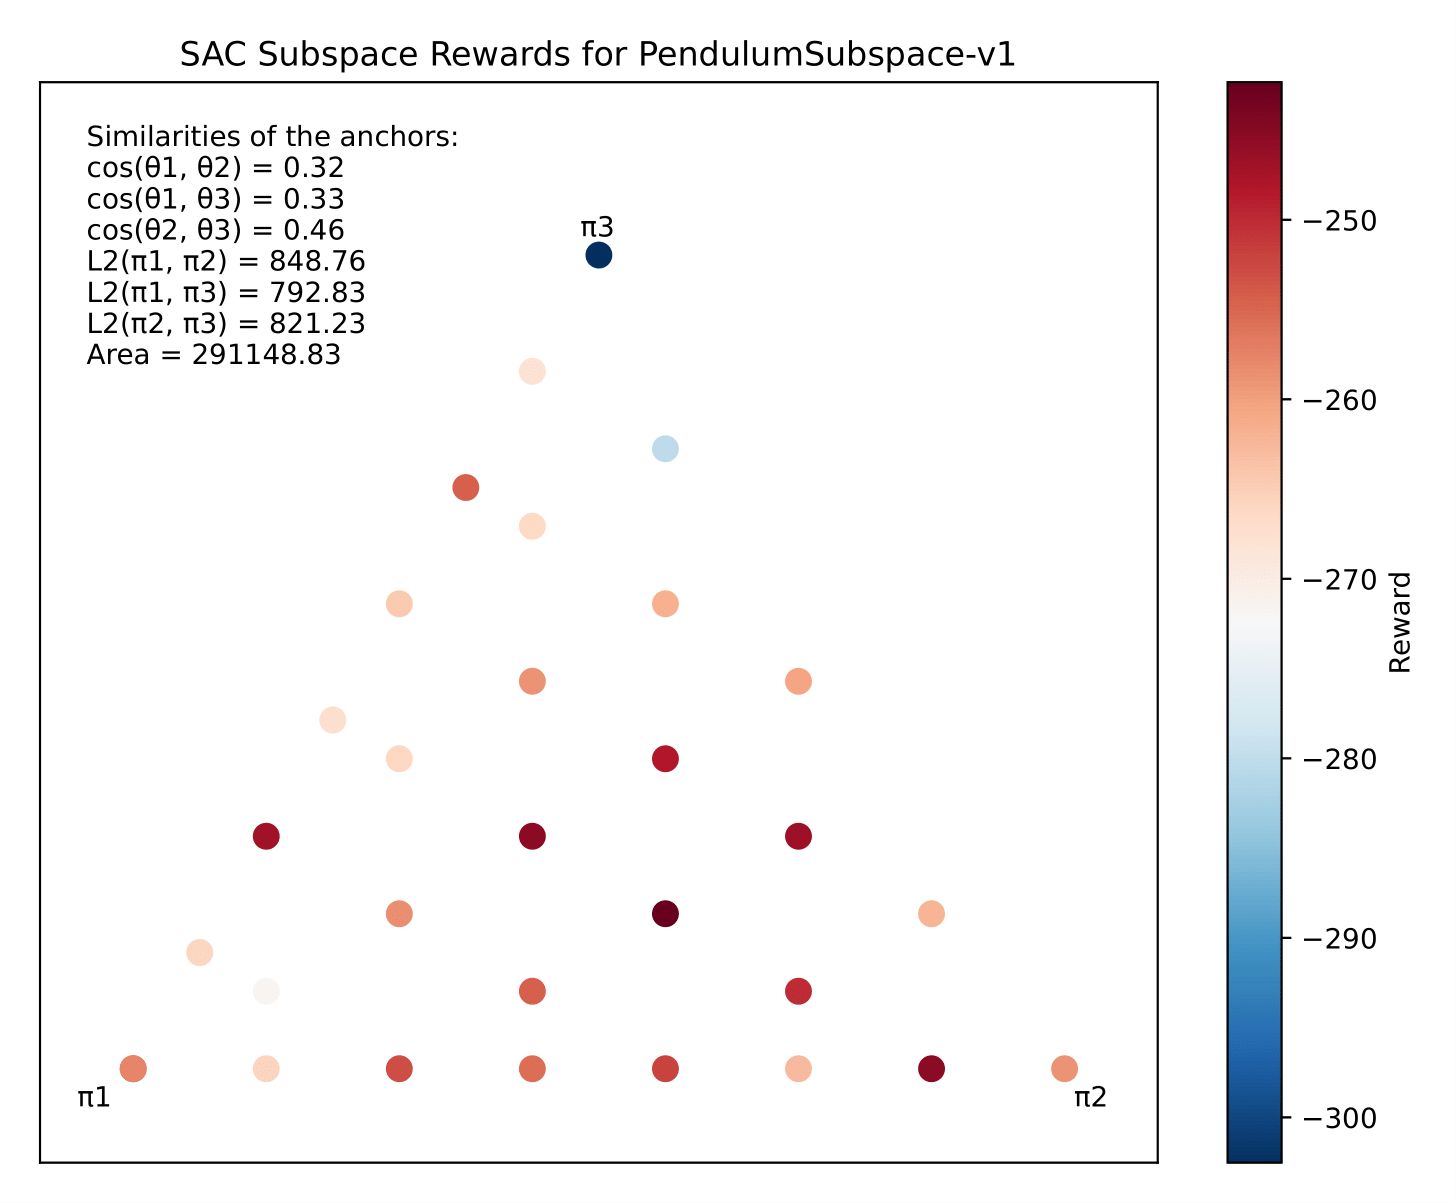 SAC Subspace Rewards for PendulumSubspace-v1
Similarities of the anchors:
cos(θ1, θ2) = 0.32
cos(θ1, θ3) = 0.33
cos(θ2, θ3) = 0.46
L2(π1, π2) = 848.76
L2(π1, π3) = 792.83
L2(π2, π3) = 821.23
Area = 291148.83
π3
π1
π2
−250
−260
−270
−280
−290
−300
Reward